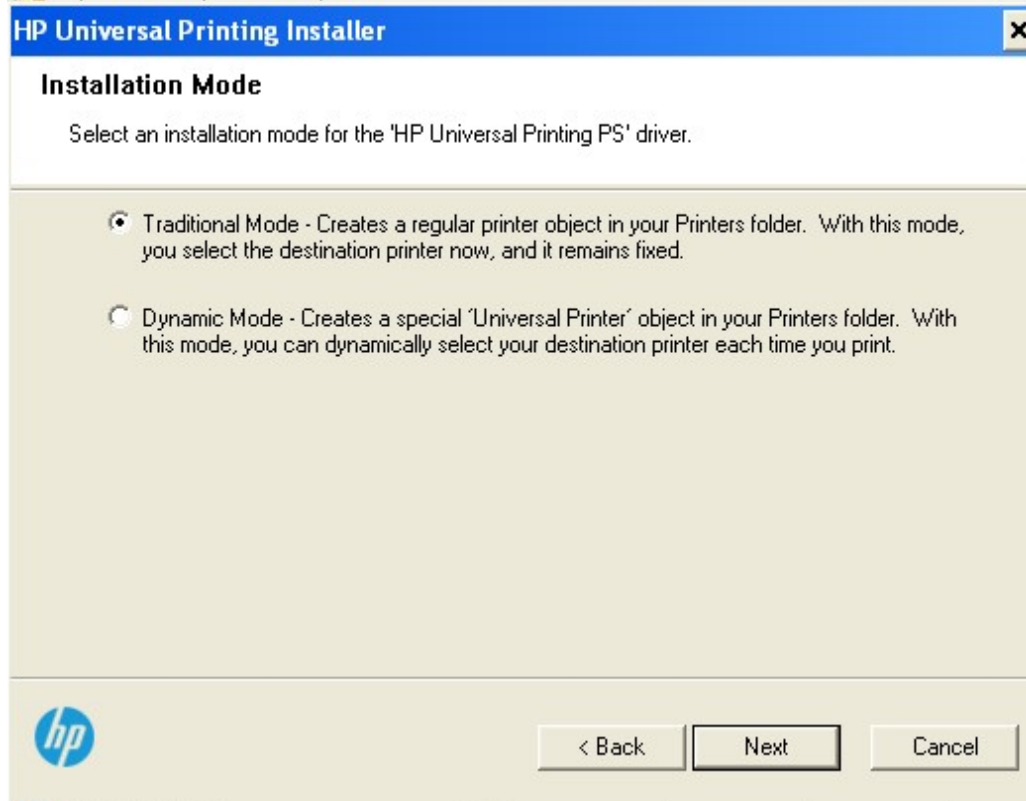 HP Universal Printing Installer
Installation Mode
Select an installation mode for the 'HP Universal Printing PS' driver.
Traditional Mode - Creates a regular printer object in your Printers folder.  With this mode,
you select the destination printer now, and it remains fixed.
Dynamic Mode - Creates a special ´Universal Printer´ object in your Printers folder.  With
this mode, you can dynamically select your destination printer each time you print.
hp
< Back
Next
Cancel